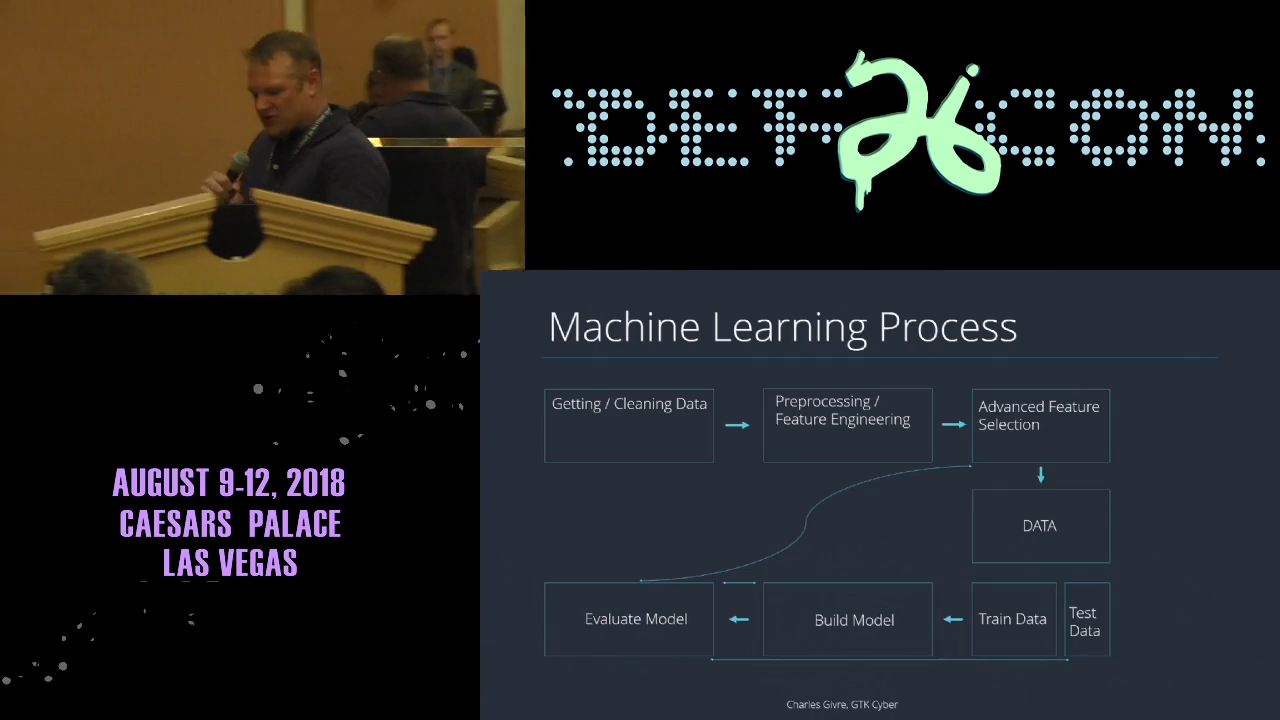 DEF 26 CON
AUGUST 9-12, 2018
CAESARS PALACE
LAS VEGAS
Machine Learning Process
Getting / Cleaning Data
Preprocessing /
Feature Engineering
Advanced Feature
Selection
DATA
Evaluate Model
Build Model
Train Data
Test
Data
Charles Givre, GTK Cyber